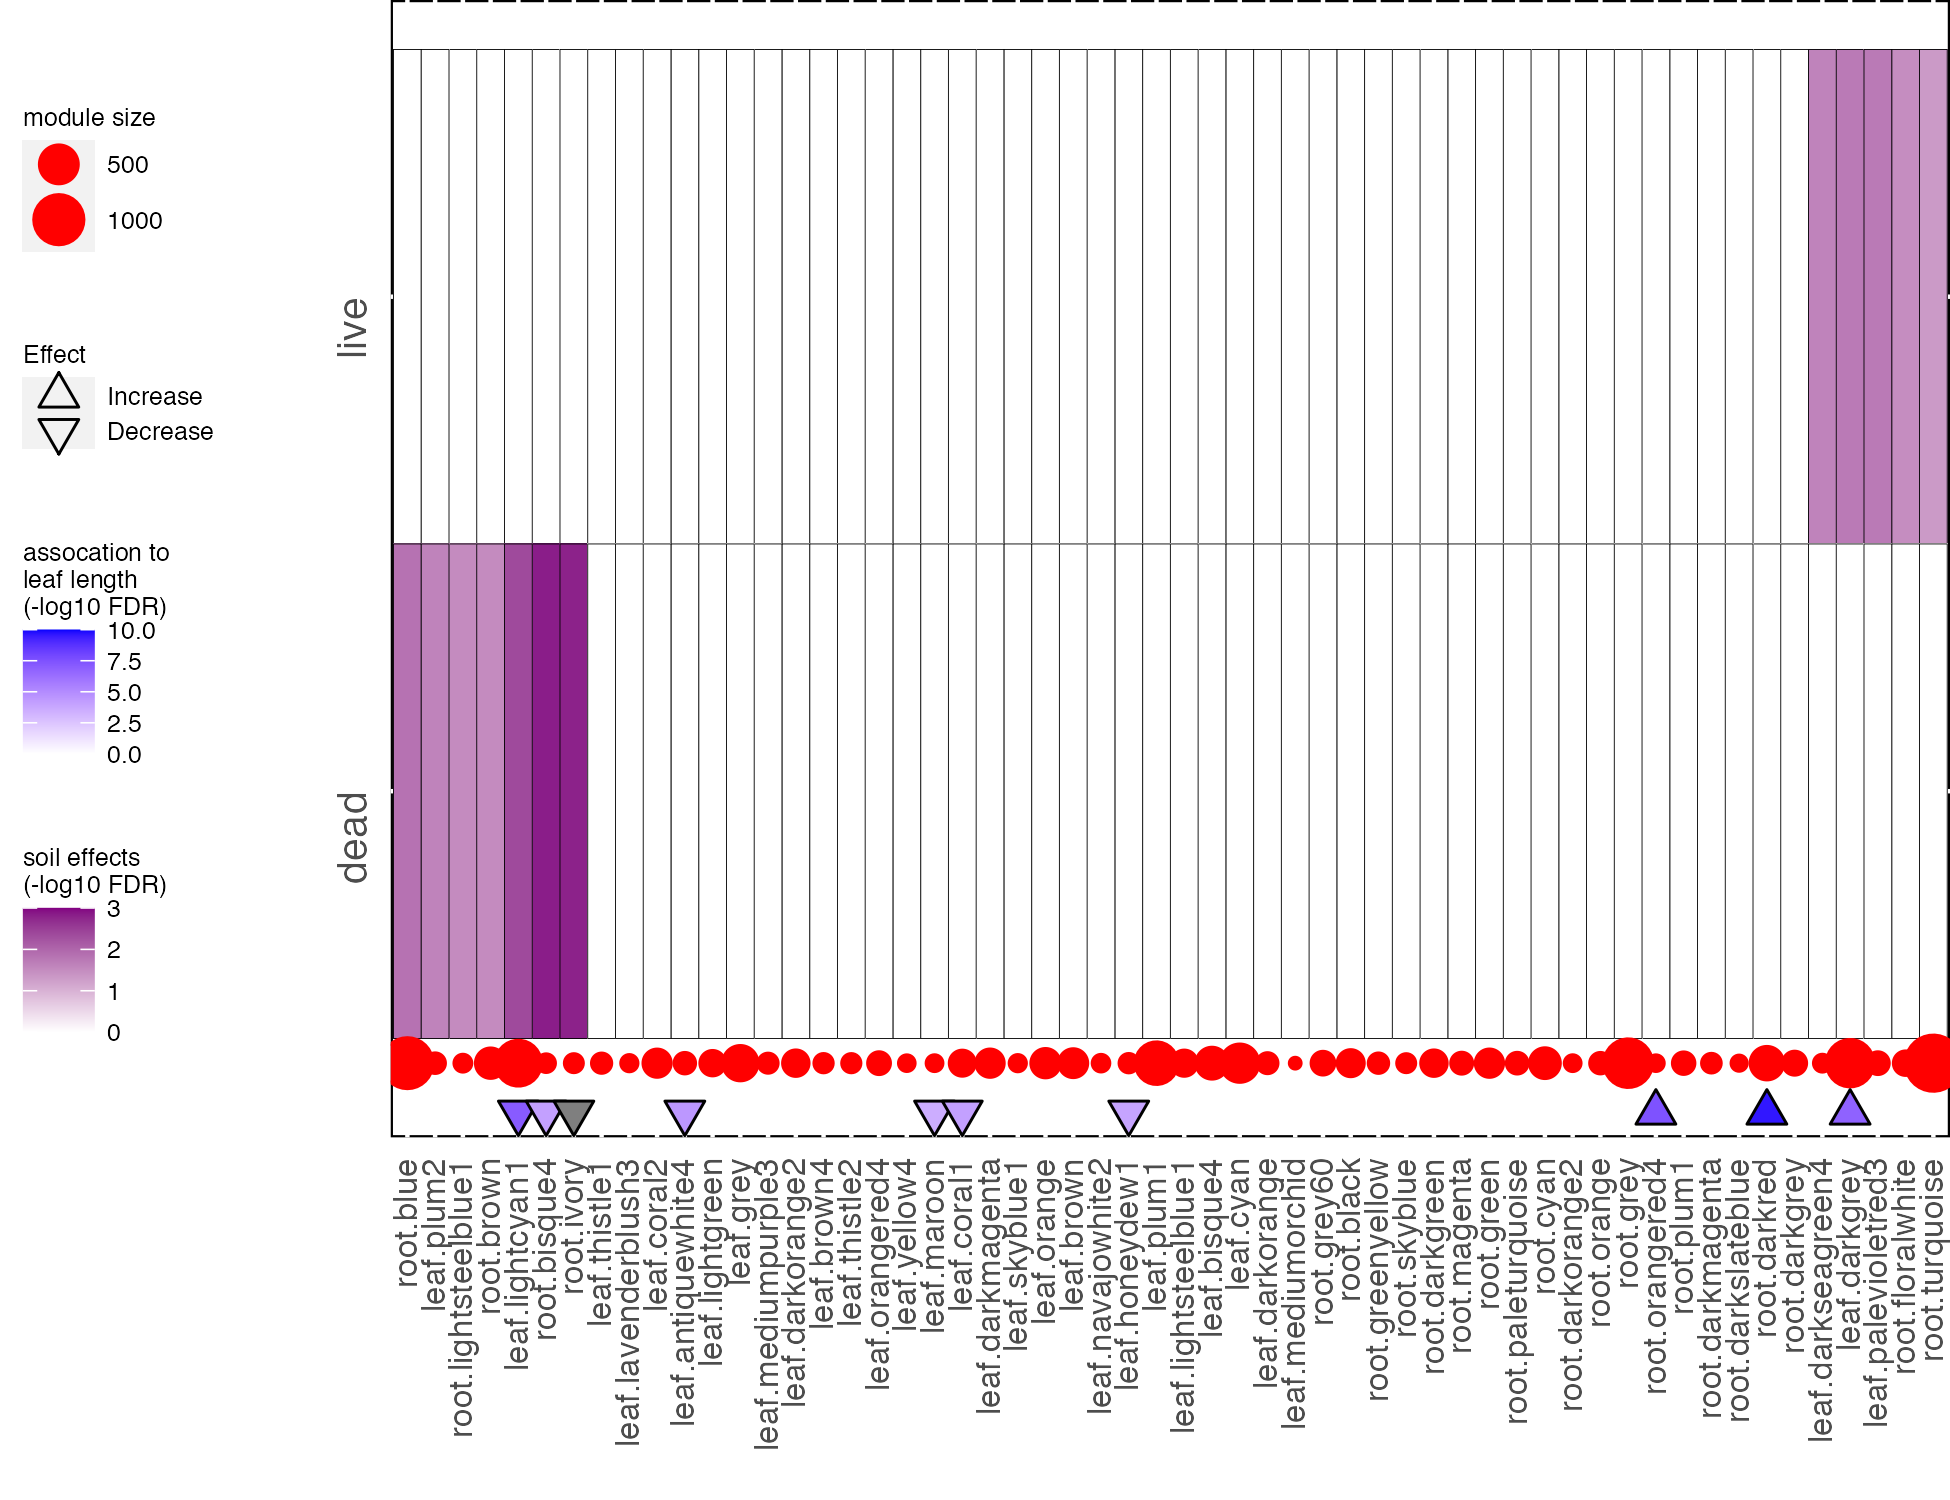 module size
500
1000
Effect
Increase
Decrease
assocation to
leaf length
(-log10 FDR)
10.0
7.5
5.0
2.5
0.0
soil effects
(-log10 FDR)
3
2
1
0
live
dead
root.blue
leaf.plum2
root.lightsteelblue1
root.brown
leaf.lightcyan1
root.bisque4
root.ivory
leaf.thistle1
leaf.lavenderblush3
leaf.coral2
leaf.antiquewhite4
leaf.lightgreen
leaf.grey
leaf.mediumpurple3
leaf.darkorange2
leaf.brown4
leaf.thistle2
leaf.orangered4
leaf.yellow4
leaf.maroon
leaf.coral1
leaf.darkmagenta
leaf.skyblue1
leaf.orange
leaf.brown
leaf.navajowhite2
leaf.honeydew1
leaf.plum1
leaf.lightsteelblue1
leaf.bisque4
leaf.cyan
leaf.darkorange
leaf.mediumorchid
root.grey60
root.black
root.greenyellow
root.skyblue
root.darkgreen
root.magenta
root.green
root.paleturquoise
root.cyan
root.darkorange2
root.orange
root.grey
root.orangered4
root.plum1
root.darkmagenta
root.darkslateblue
root.darkred
root.darkgrey
leaf.darkseagreen4
leaf.darkgrey
leaf.palevioletred3
root.floralwhite
root.turquoise